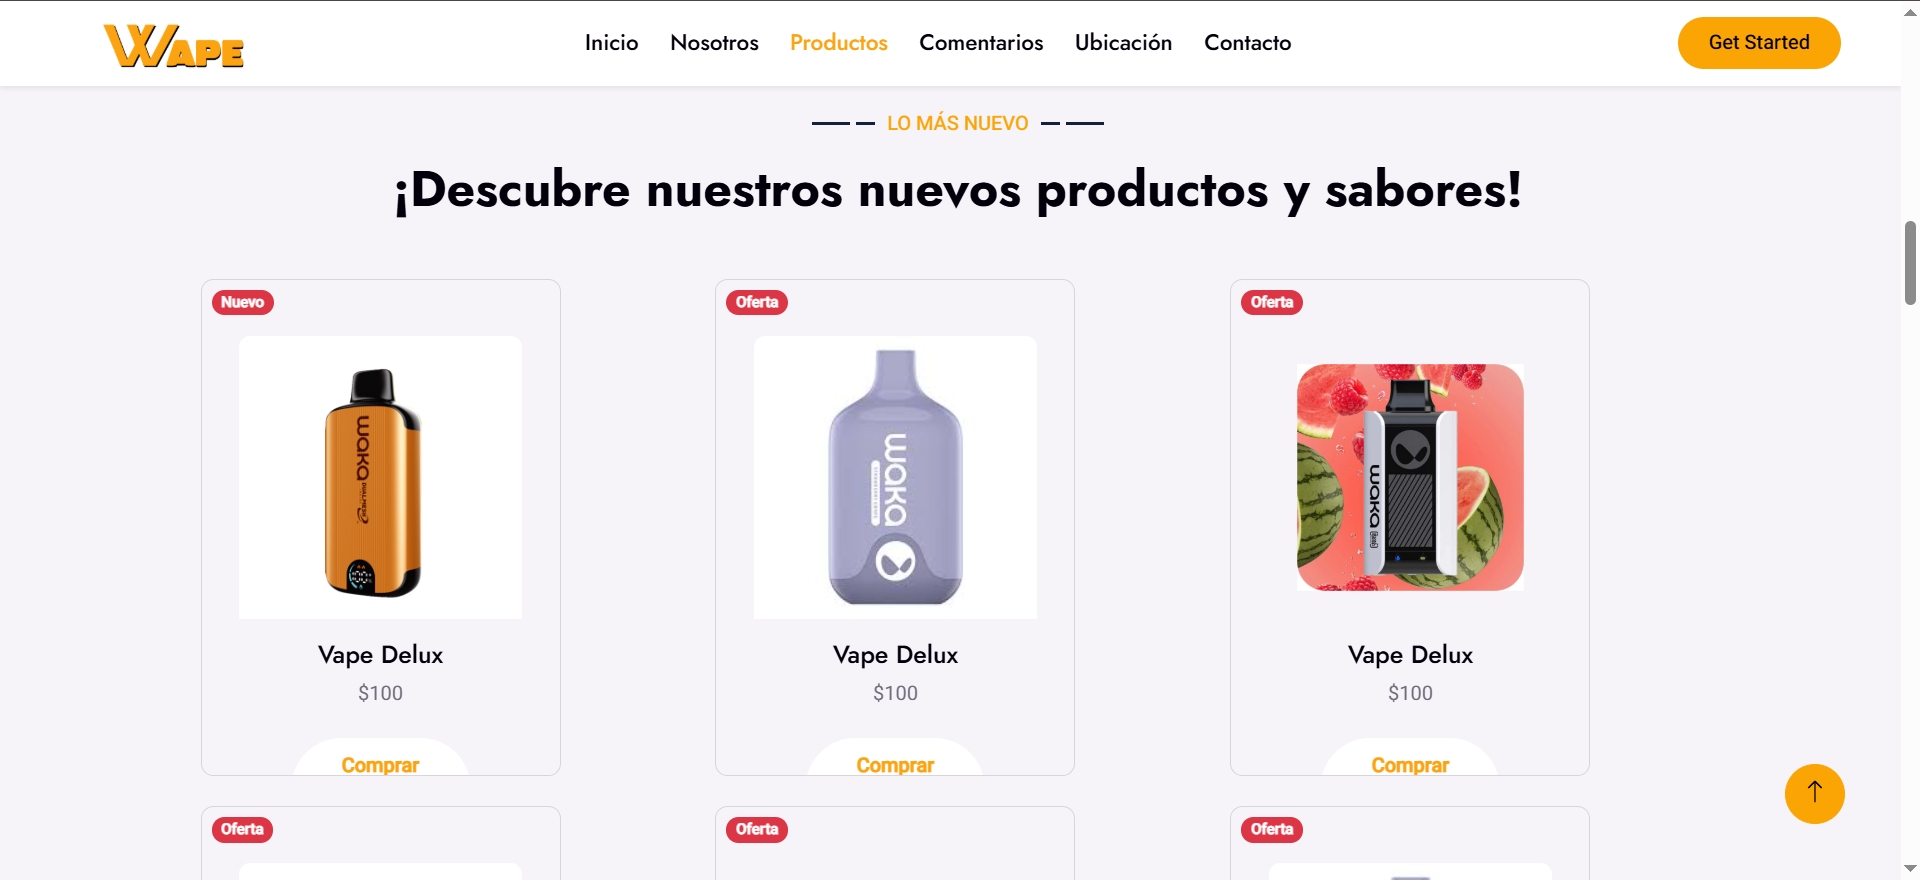 WAPE
Inicio Nosotros Productos Comentarios Ubicación Contacto
Get Started
LO MÁS NUEVO
¡Descubre nuestros nuevos productos y sabores!
Nuevo Oferta Oferta
waka waka waka
Vape Delux Vape Delux Vape Delux
$100 $100 $100
Comprar Comprar Comprar
Oferta Oferta Oferta